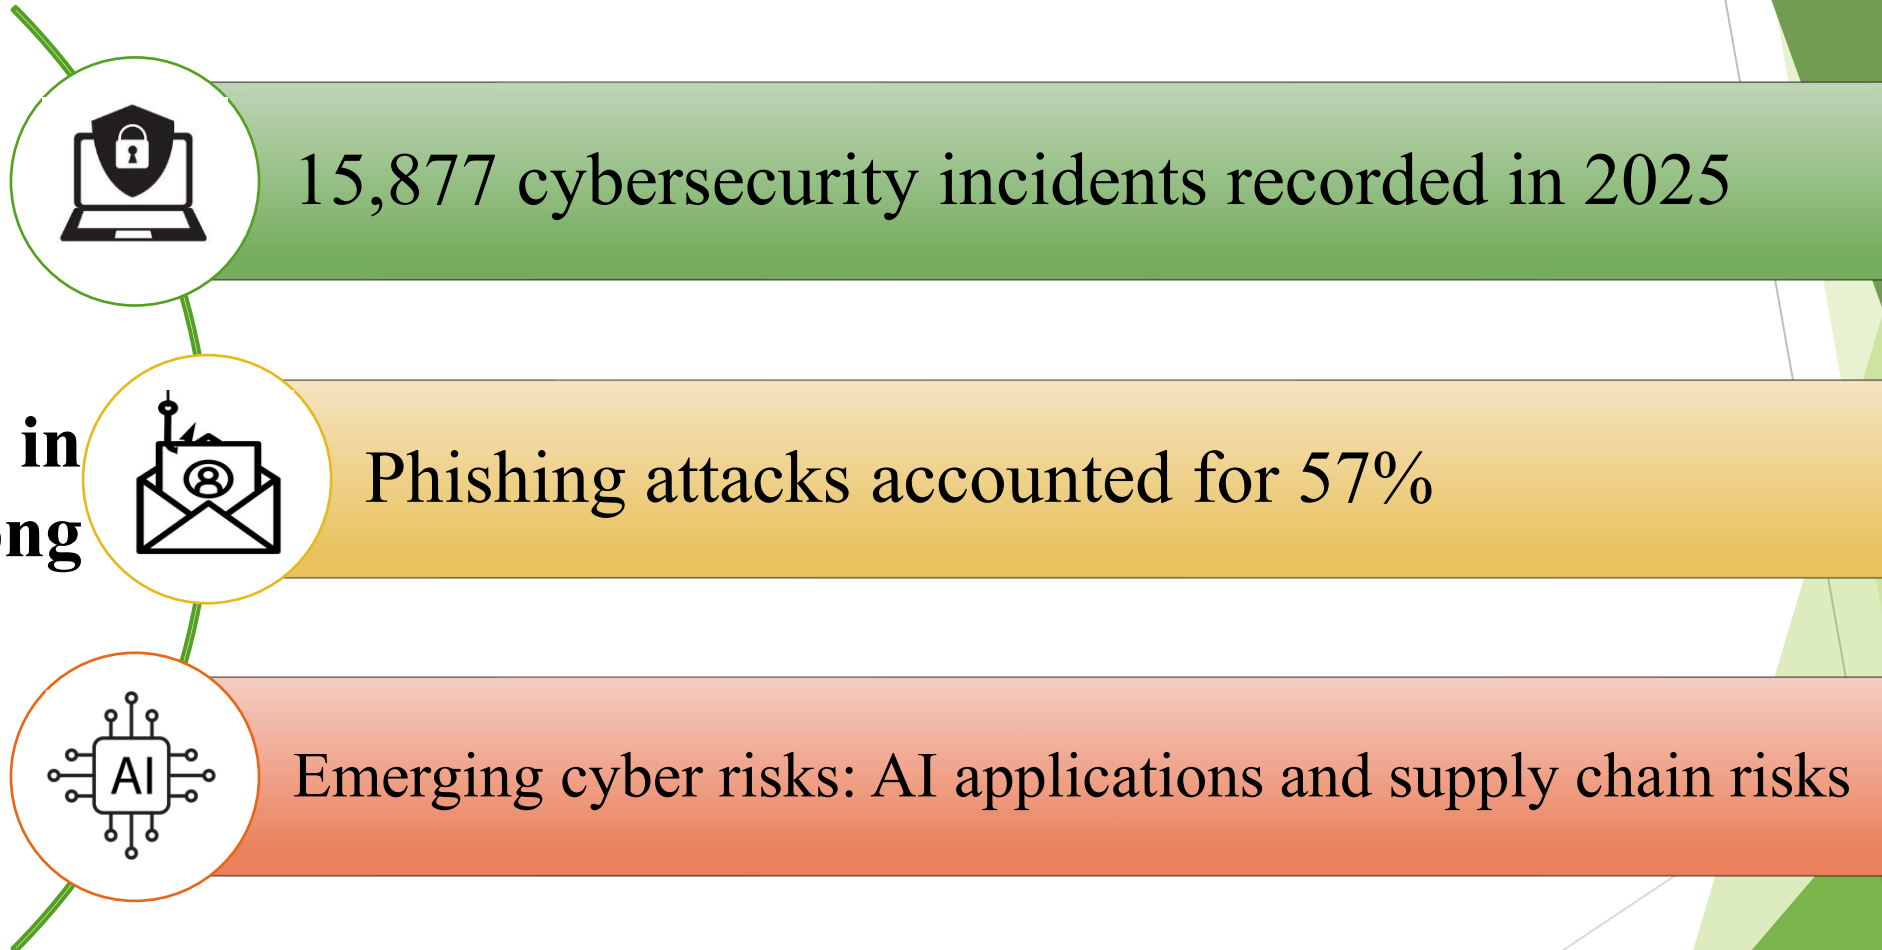 15,877 cybersecurity incidents recorded in 2025
in
Phishing attacks accounted for 57%
AI
Emerging cyber risks: AI applications and supply chain risks